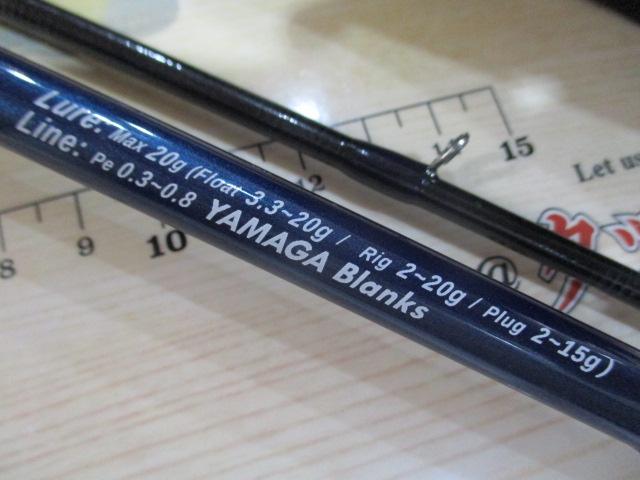 Lure: Max 20g (Float 3.3~20g / Rig 2~20g / Plug 2~15g)
Line: Pe 0.3~0.8 YAMAGA Blanks
8 9 10 12 15
Let us